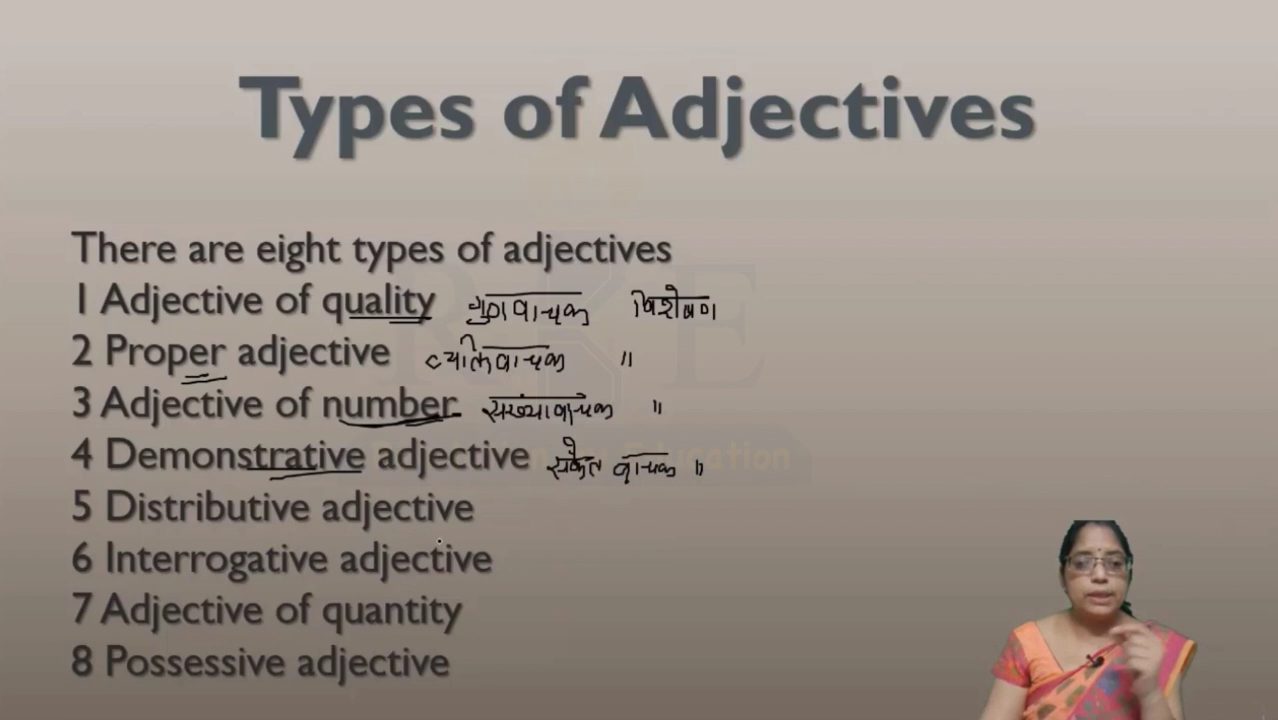 Types of Adjectives
There are eight types of adjectives
1 Adjective of quality गुणवाचक विशेषण
2 Proper adjective व्यक्तिवाचक "
3 Adjective of number संख्यावाचक "
4 Demonstrative adjective संकेत वाचक "
5 Distributive adjective
6 Interrogative adjective
7 Adjective of quantity
8 Possessive adjective
R K E
Education